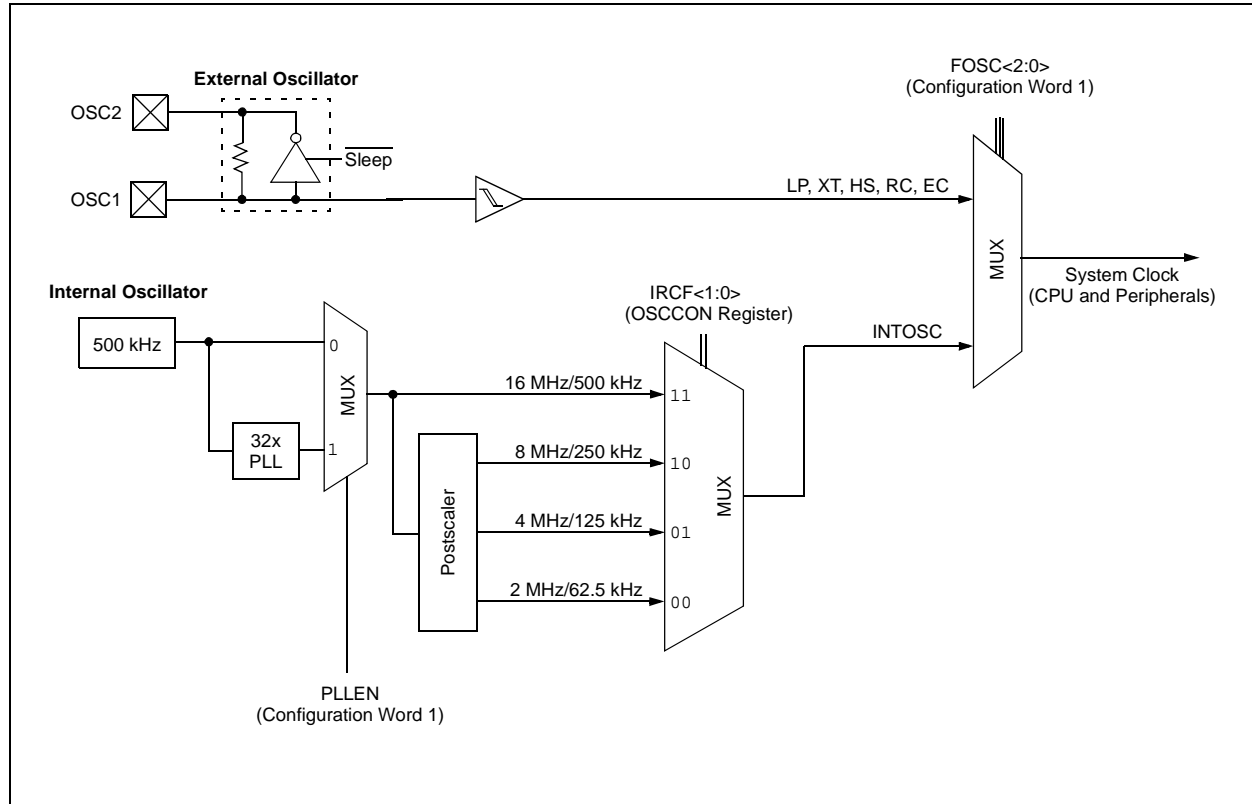 FOSC<2:0>
(Configuration Word 1)
External Oscillator
OSC2
Sleep
OSC1
LP, XT, HS, RC, EC
MUX
System Clock
(CPU and Peripherals)
Internal Oscillator
IRCF<1:0>
(OSCCON Register)
500 kHz
0
MUX
INTOSC
16 MHz/500 kHz
11
32x
PLL
1
8 MHz/250 kHz
10
MUX
Postscaler
4 MHz/125 kHz
01
2 MHz/62.5 kHz
00
PLLEN
(Configuration Word 1)